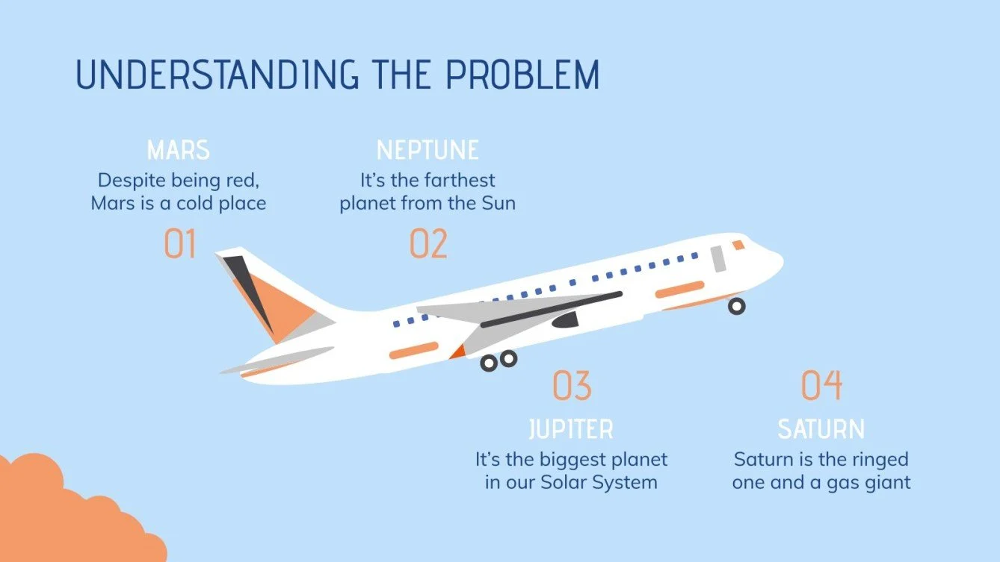 UNDERSTANDING THE PROBLEM
MARS
Despite being red,
Mars is a cold place
01
NEPTUNE
It’s the farthest
planet from the Sun
02
03
JUPITER
It’s the biggest planet
in our Solar System
04
SATURN
Saturn is the ringed
one and a gas giant